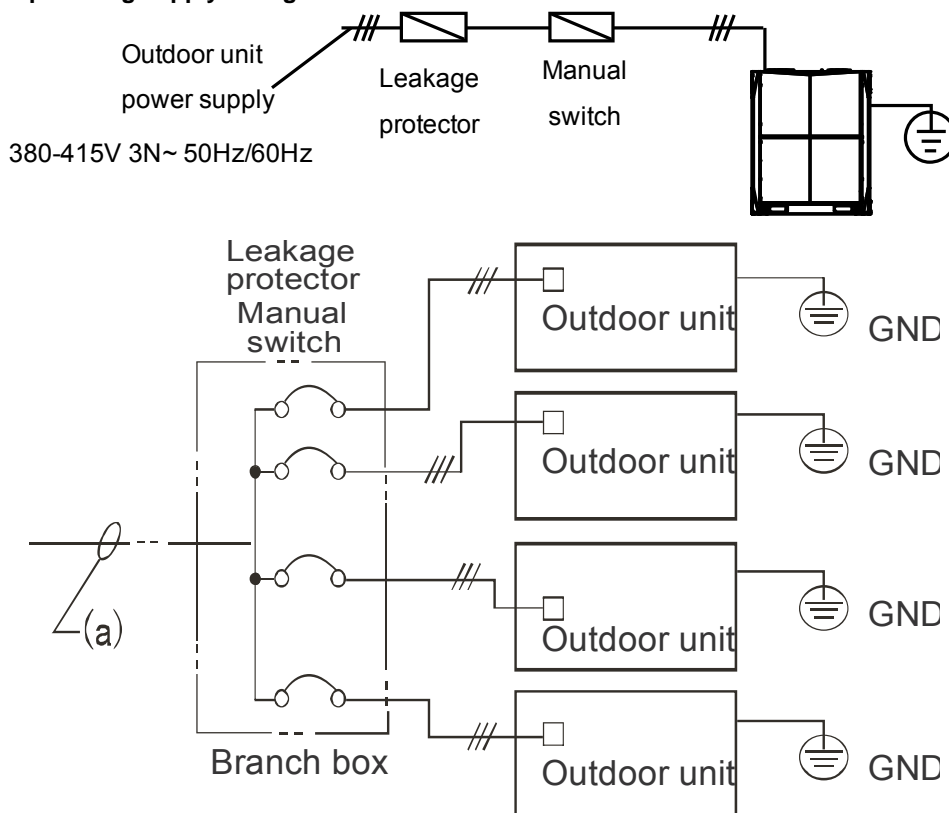 Outdoor unit
power supply
380-415V 3N~ 50Hz/60Hz
Leakage
protector
Manual
switch
Leakage
protector
Manual
switch
Outdoor unit
GND
Outdoor unit
GND
(a)
Outdoor unit
GND
Branch box
Outdoor unit
GND